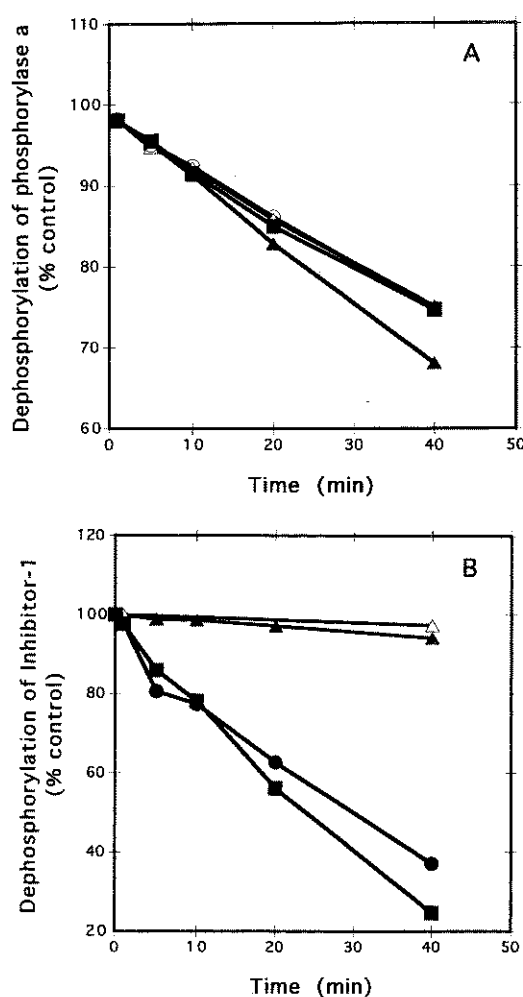 A
Dephosphorylation of phosphorylase a
(% control)
110
100
90
80
70
60
0 10 20 30 40 50
Time (min)
B
Dephosphorylation of Inhibitor-1
(% control)
120
100
80
60
40
20
0 10 20 30 40 50
Time (min)